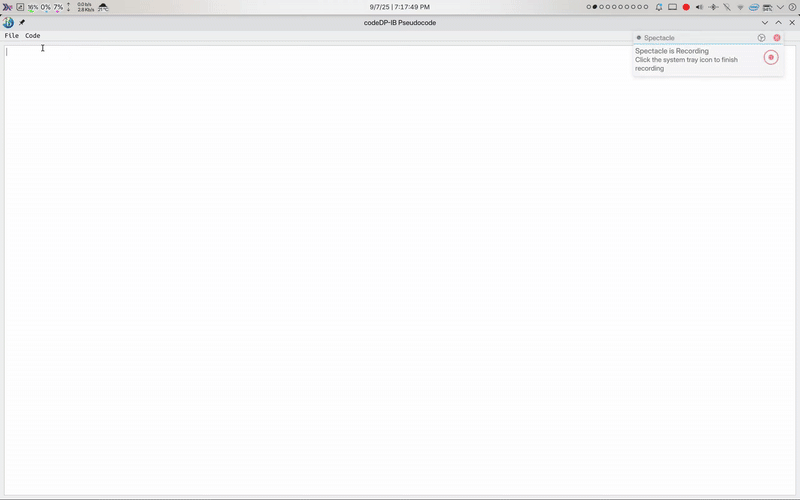 16% 0% 7% 0.0 b/s
2.8 Kb/s 21°C
9/7/25 | 7:17:49 PM
codeDP-IB Pseudocode
File Code
Spectacle
Spectacle is Recording
Click the system tray icon to finish
recording